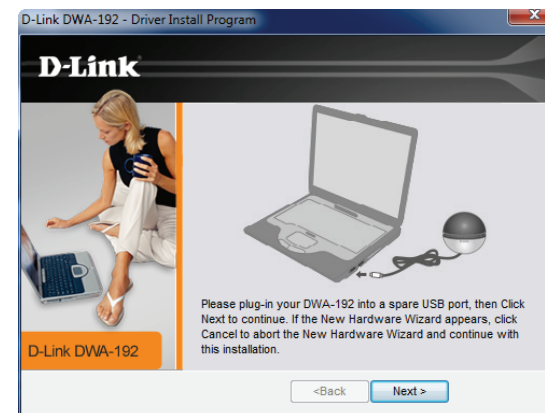 D-Link DWA-192 - Driver Install Program
D-Link
Please plug-in your DWA-192 into a spare USB port, then Click
Next to continue. If the New Hardware Wizard appears, click
Cancel to abort the New Hardware Wizard and continue with
this installation.
D-Link DWA-192
<Back Next >